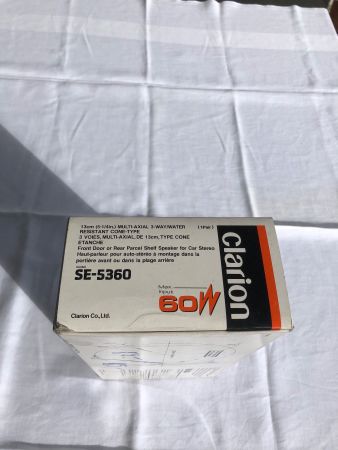 13cm (5-1/4in.) MULTI-AXIAL 3-WAY/WATER (1Pair)
RESISTANT CONE-TYPE
3 VOIES, MULTI-AXIAL, DE 13cm, TYPE CONE
ETANCHE
Front Door or Rear Parcel Shelf Speaker for Car Stereo
Haut-parleur pour auto-stéréo à montage dans la
portière avant ou dans la plage arrière
MODEL
SE-5360
Max
Input
60W
Clarion Co., Ltd.
clarion